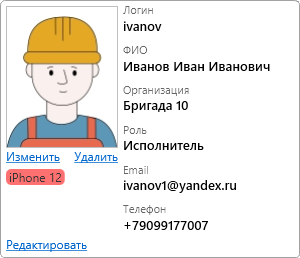 Логин
ivanov
ФИО
Иванов Иван Иванович
Организация
Бригада 10
Роль
Исполнитель
Email
ivanov1@yandex.ru
Телефон
+79099177007
Изменить Удалить
iPhone 12
Редактировать